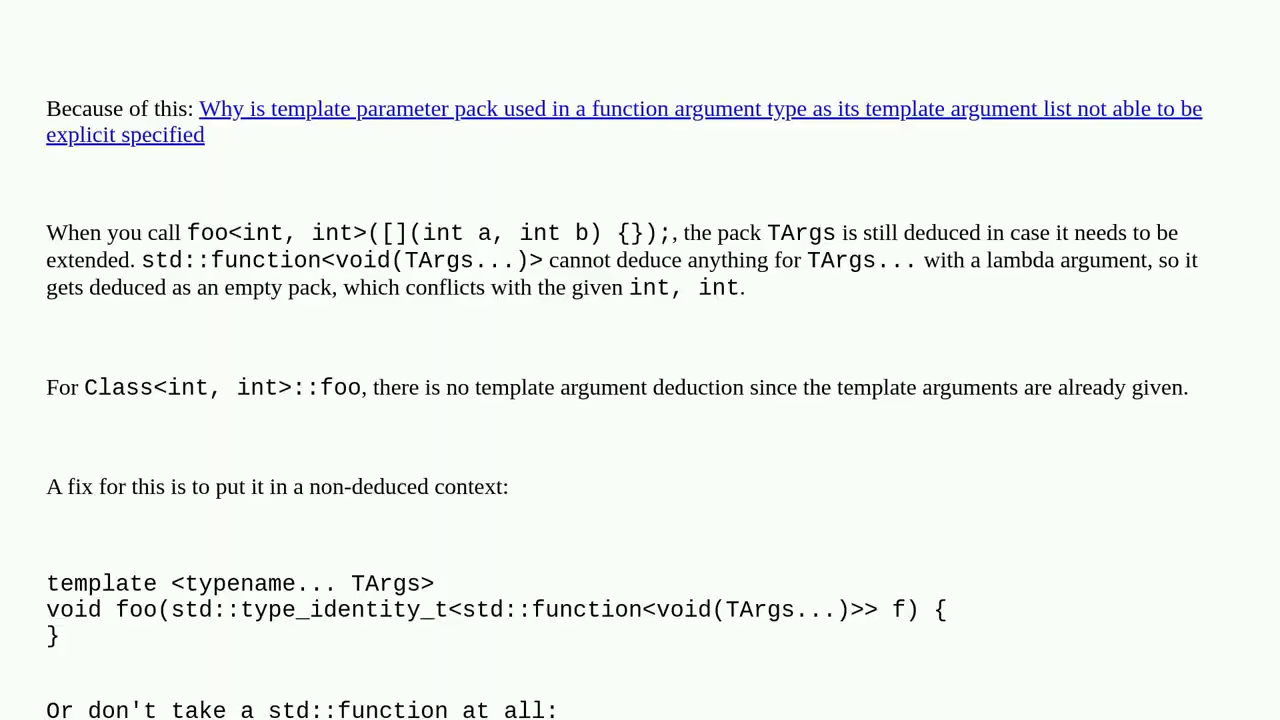 Because of this: Why is template parameter pack used in a function argument type as its template argument list not able to be
explicit specified
When you call foo<int, int>([](int a, int b) {});, the pack TArgs is still deduced in case it needs to be
extended. std::function<void(TArgs...)> cannot deduce anything for TArgs... with a lambda argument, so it
gets deduced as an empty pack, which conflicts with the given int, int.
For Class<int, int>::foo, there is no template argument deduction since the template arguments are already given.
A fix for this is to put it in a non-deduced context:
template <typename... TArgs>
void foo(std::type_identity_t<std::function<void(TArgs...)>> f) {
}
Or don't take a std::function at all: